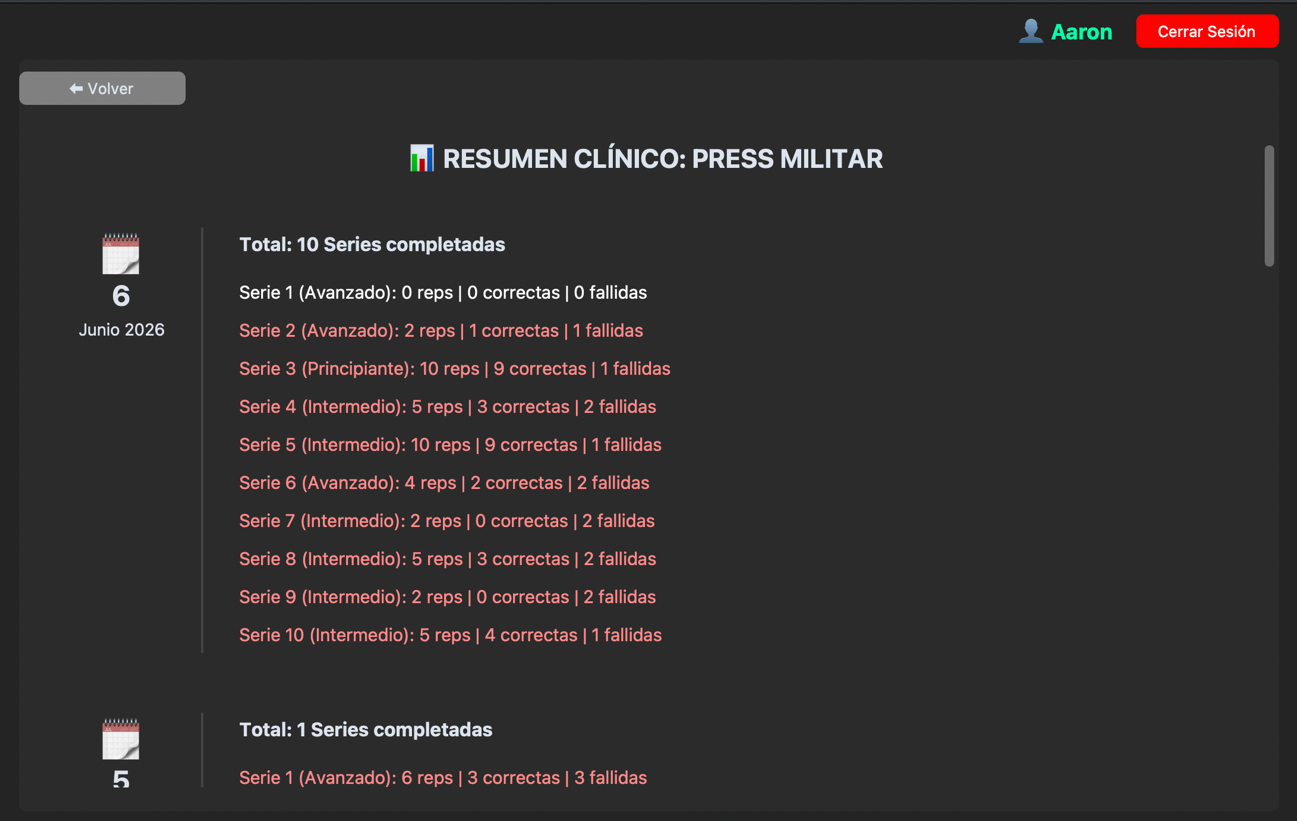 Aaron
Cerrar Sesión
⬅ Volver
RESUMEN CLÍNICO: PRESS MILITAR
6
Junio 2026
Total: 10 Series completadas
Serie 1 (Avanzado): 0 reps | 0 correctas | 0 fallidas
Serie 2 (Avanzado): 2 reps | 1 correctas | 1 fallidas
Serie 3 (Principiante): 10 reps | 9 correctas | 1 fallidas
Serie 4 (Intermedio): 5 reps | 3 correctas | 2 fallidas
Serie 5 (Intermedio): 10 reps | 9 correctas | 1 fallidas
Serie 6 (Avanzado): 4 reps | 2 correctas | 2 fallidas
Serie 7 (Intermedio): 2 reps | 0 correctas | 2 fallidas
Serie 8 (Intermedio): 5 reps | 3 correctas | 2 fallidas
Serie 9 (Intermedio): 2 reps | 0 correctas | 2 fallidas
Serie 10 (Intermedio): 5 reps | 4 correctas | 1 fallidas
5
Total: 1 Series completadas
Serie 1 (Avanzado): 6 reps | 3 correctas | 3 fallidas